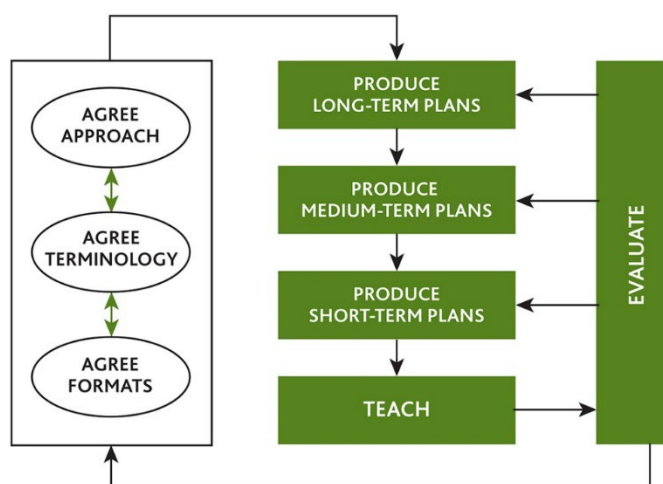 AGREE
APPROACH
AGREE
TERMINOLOGY
AGREE
FORMATS
PRODUCE
LONG-TERM PLANS
PRODUCE
MEDIUM-TERM PLANS
PRODUCE
SHORT-TERM PLANS
TEACH
EVALUATE